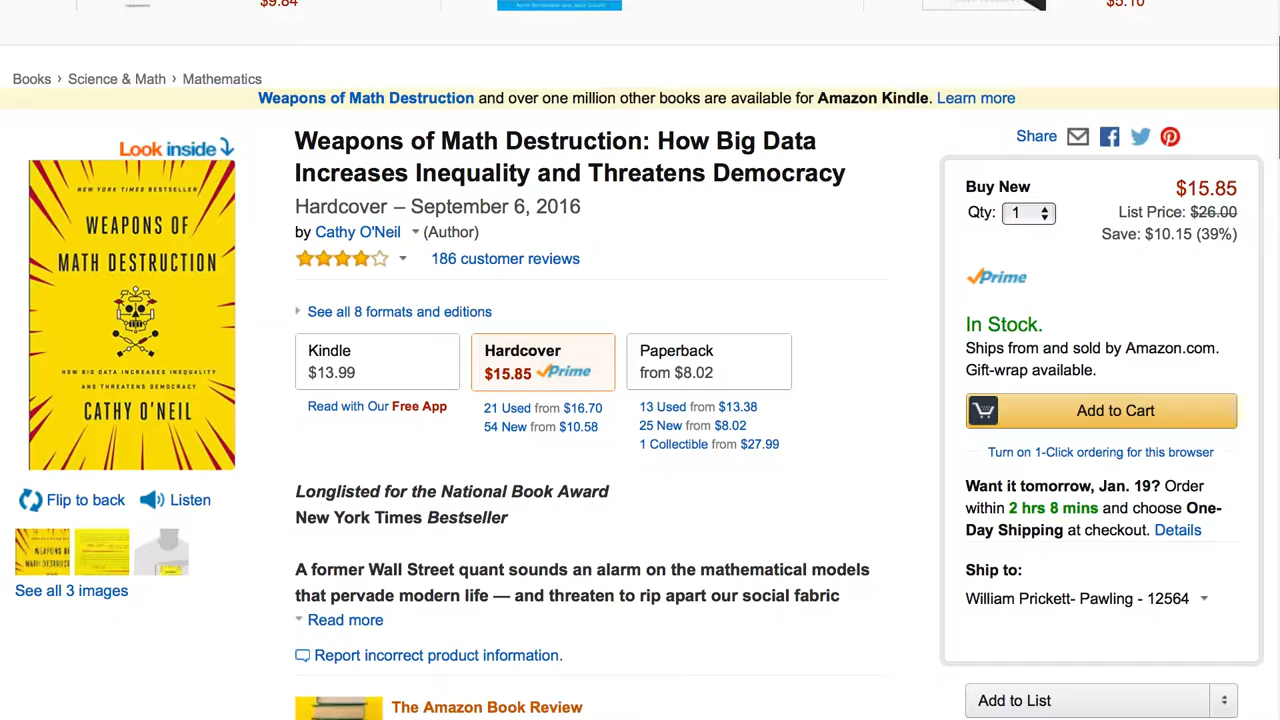 $9.84
$5.10
Books › Science & Math › Mathematics
Weapons of Math Destruction and over one million other books are available for Amazon Kindle. Learn more
Look inside
NEW YORK TIMES BESTSELLER
WEAPONS OF
MATH DESTRUCTION
HOW BIG DATA INCREASES INEQUALITY
AND THREATENS DEMOCRACY
CATHY O'NEIL
Flip to back
Listen
See all 3 images
Weapons of Math Destruction: How Big Data
Increases Inequality and Threatens Democracy
Hardcover – September 6, 2016
by Cathy O'Neil (Author)
186 customer reviews
See all 8 formats and editions
Kindle
$13.99
Read with Our Free App
Hardcover
$15.85 Prime
21 Used from $16.70
54 New from $10.58
Paperback
from $8.02
13 Used from $13.38
25 New from $8.02
1 Collectible from $27.99
Longlisted for the National Book Award
New York Times Bestseller
A former Wall Street quant sounds an alarm on the mathematical models
that pervade modern life — and threaten to rip apart our social fabric
Read more
Report incorrect product information.
The Amazon Book Review
Share
Buy New
$15.85
Qty: 1
List Price: $26.00
Save: $10.15 (39%)
Prime
In Stock.
Ships from and sold by Amazon.com.
Gift-wrap available.
Add to Cart
Turn on 1-Click ordering for this browser
Want it tomorrow, Jan. 19? Order
within 2 hrs 8 mins and choose One-
Day Shipping at checkout. Details
Ship to:
William Prickett- Pawling - 12564
Add to List